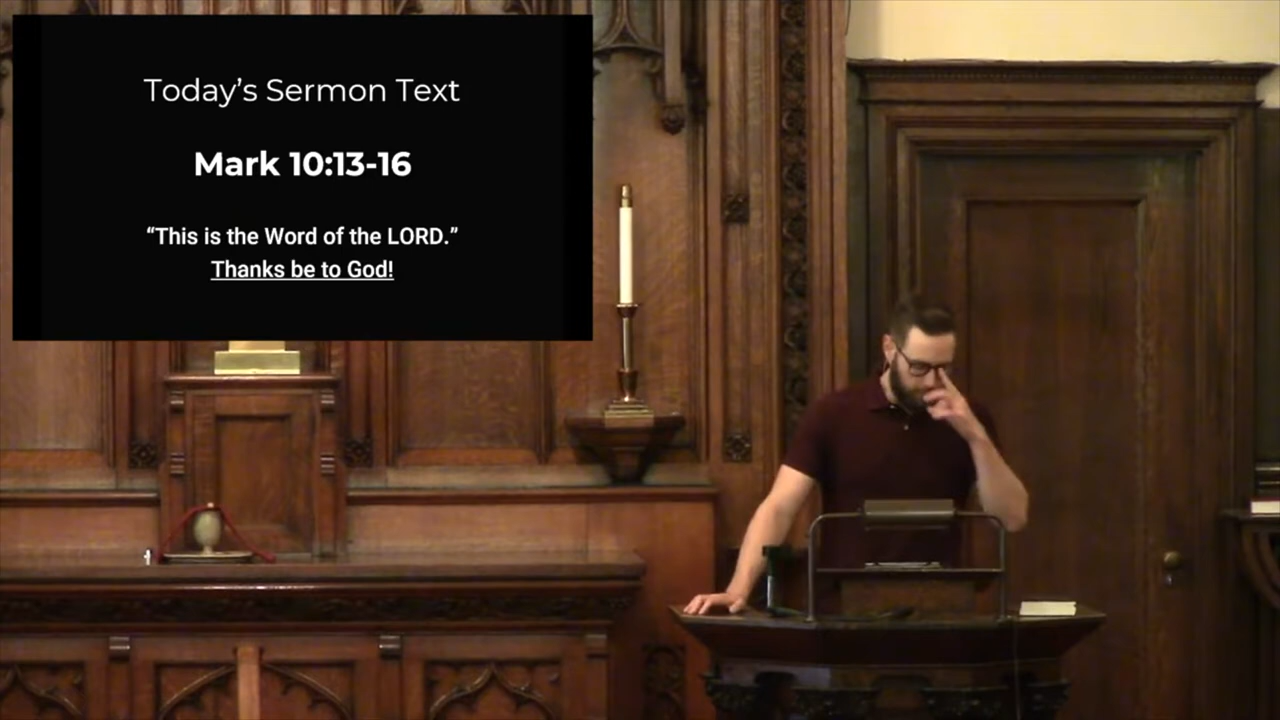 Today’s Sermon Text
Mark 10:13-16
“This is the Word of the LORD.”
Thanks be to God!